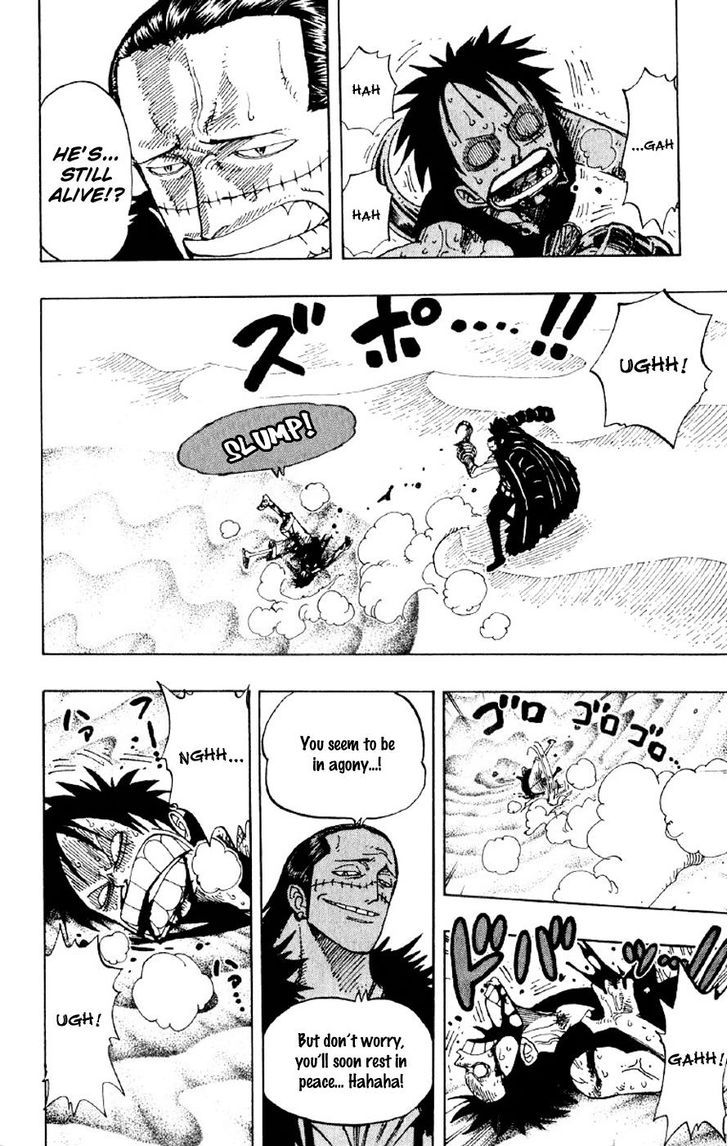 HAH
...GAH
HAH
HE'S...
STILL
ALIVE!?
UGHH!
ズポ...!!
SLUMP!
ゴロゴロゴロ...
GAHH!
ドバッ
You seem to be
in agony...!
But don't worry,
you'll soon rest in
peace... Hahaha!
NGHH...
ハァ
UGH!